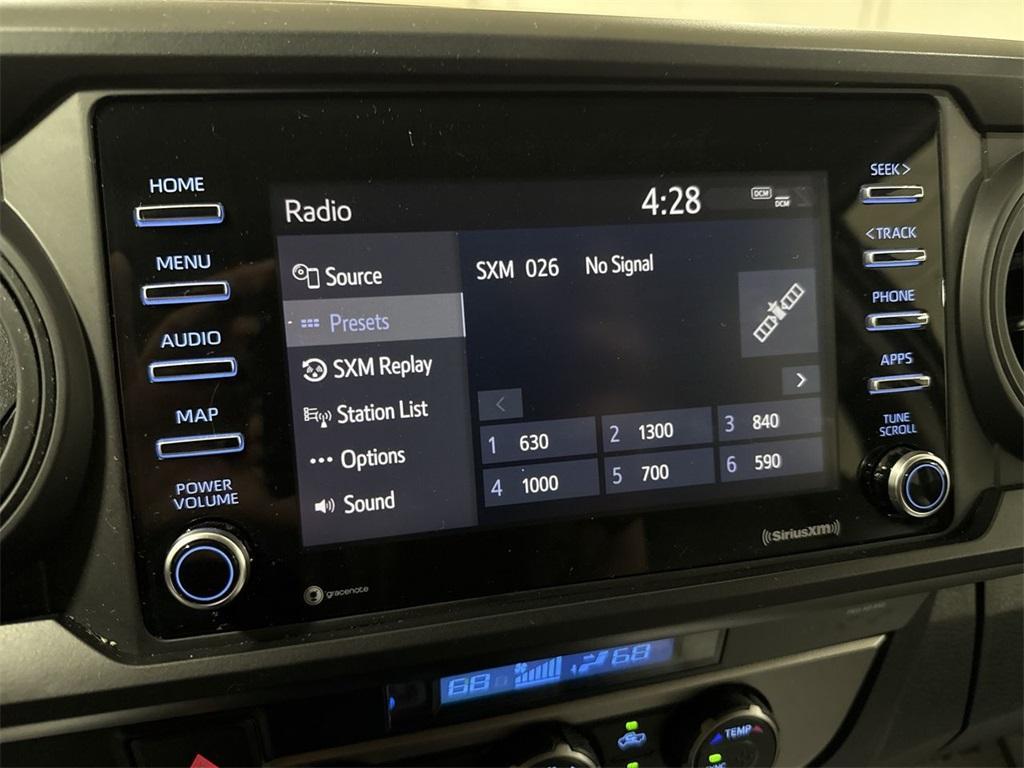 HOME
MENU
AUDIO
MAP
POWER
VOLUME
Radio
4:28
DCM
DCM
Source
Presets
SXM Replay
Station List
Options
Sound
SXM 026 No Signal
<
>
1 630
2 1300
3 840
4 1000
5 700
6 590
SEEK >
< TRACK
PHONE
APPS
TUNE
SCROLL
gracenote
SiriusXM
68
68
TEMP
SYNC